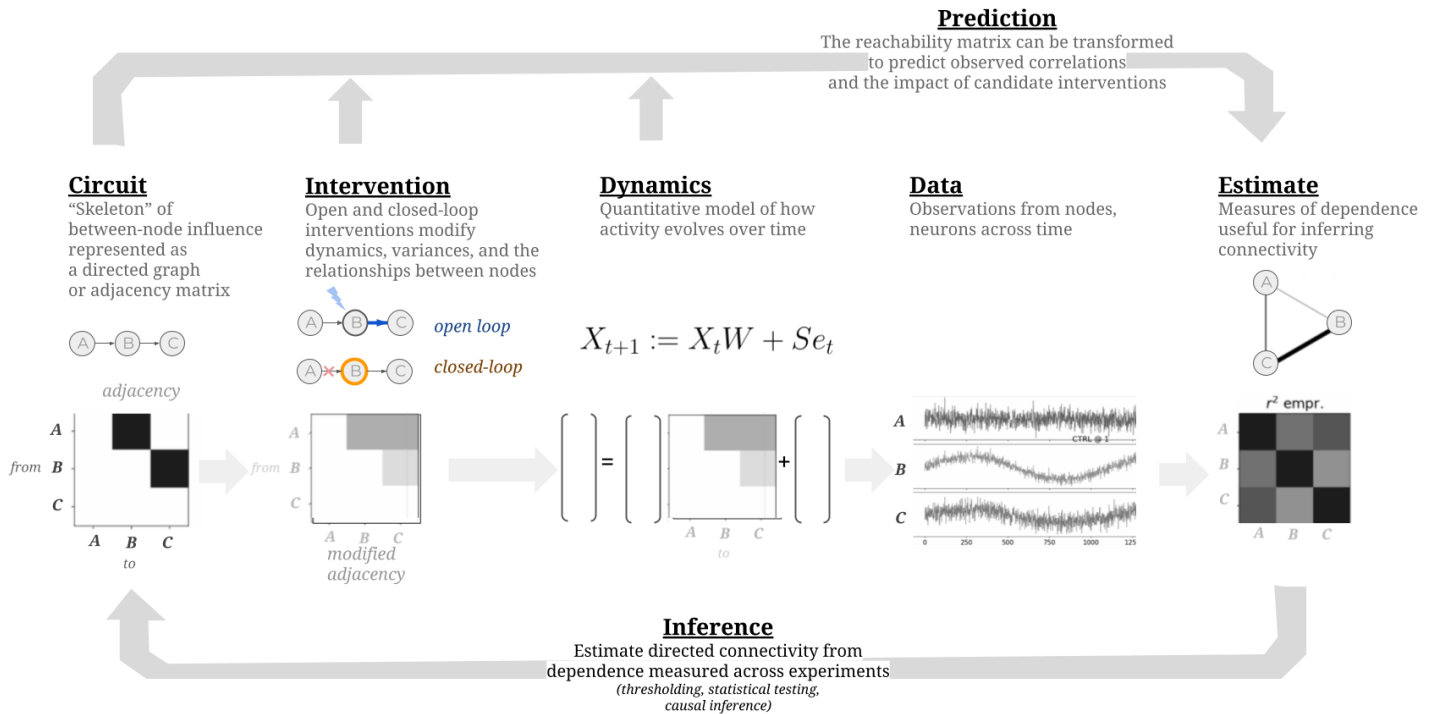 Prediction
The reachability matrix can be transformed
to predict observed correlations
and the impact of candidate interventions
Circuit
“Skeleton” of
between-node influence
represented as
a directed graph
or adjacency matrix
A B C
adjacency
A
from B
C
A B C
to
Intervention
Open and closed-loop
interventions modify
dynamics, variances, and the
relationships between nodes
A B C open loop
A B C closed-loop
A
from B
C
A B C
modified
adjacency
Dynamics
Quantitative model of how
activity evolves over time
X_{t+1} := X_tW + Se_t
= +
A B C
to
Data
Observations from nodes,
neurons across time
A
CTRL @ 1
B
C
0 250 500 750 1000 125
Estimate
Measures of dependence
useful for inferring
connectivity
A
B
C
r² empr.
A
B
C
A B C
Inference
Estimate directed connectivity from
dependence measured across experiments
(thresholding, statistical testing,
causal inference)